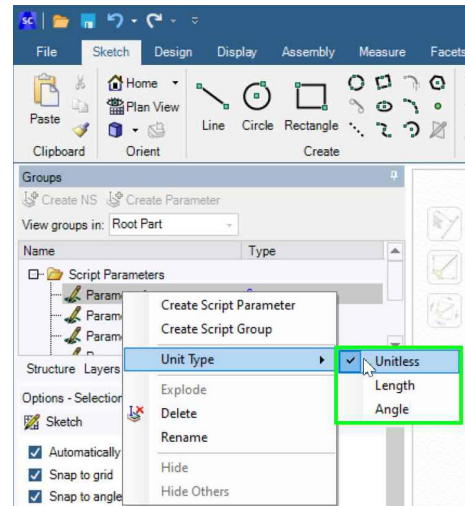 SC
File Sketch Design Display Assembly Measure Facets
Paste
Home
Plan View
Line Circle Rectangle
Clipboard Orient Create
Groups
Create NS Create Parameter
View groups in: Root Part
Name Type
Script Parameters
Param
Param
Param
Structure Layers
Options - Selection
Sketch
Automatically
Snap to grid
Snap to angle
Create Script Parameter
Create Script Group
Unit Type
Explode
Delete
Rename
Hide
Hide Others
Unitless
Length
Angle